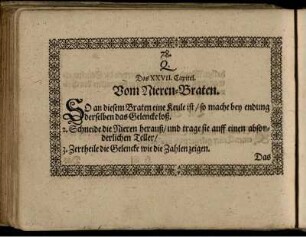 78.
Q
Das XXVII. Capitel.
Vom Nieren-Braten.
SO an diesem Braten eine Keule ist / so mache bey endung
derselben das Gelencke loß.
2. Schneide die Nieren herauß / und trage sie auff einen abson-
derlichen Teller /
3. Zertheile die Gelencke wie die Zahlen zeigen.
Das